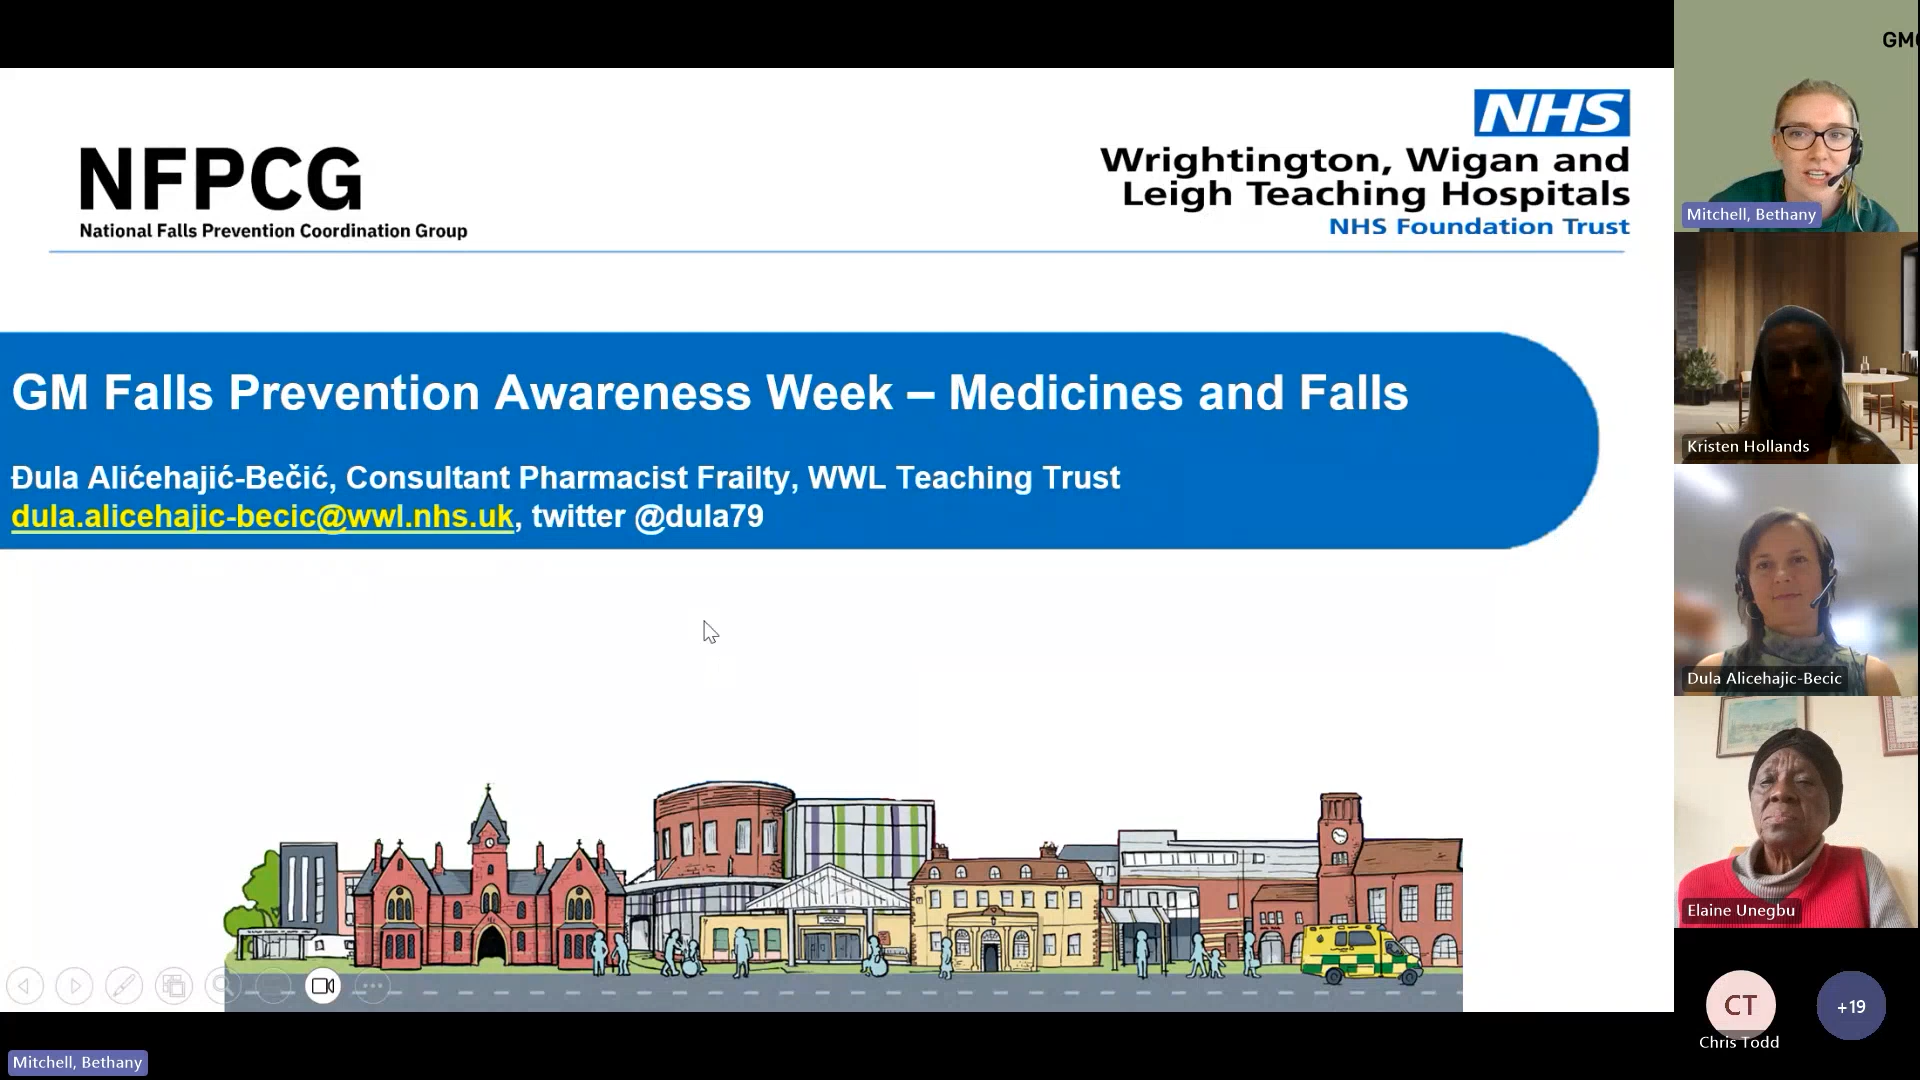 NFPCG
National Falls Prevention Coordination Group
NHS
Wrightington, Wigan and
Leigh Teaching Hospitals
NHS Foundation Trust
GM Falls Prevention Awareness Week – Medicines and Falls
Đula Alićehajić-Bečić, Consultant Pharmacist Frailty, WWL Teaching Trust
dula.alicehajic-becic@wwl.nhs.uk, twitter @dula79
Mitchell, Bethany
Mitchell, Bethany
Kristen Hollands
Dula Alicehajic-Becic
Elaine Unegbu
CT
+19
Chris Todd